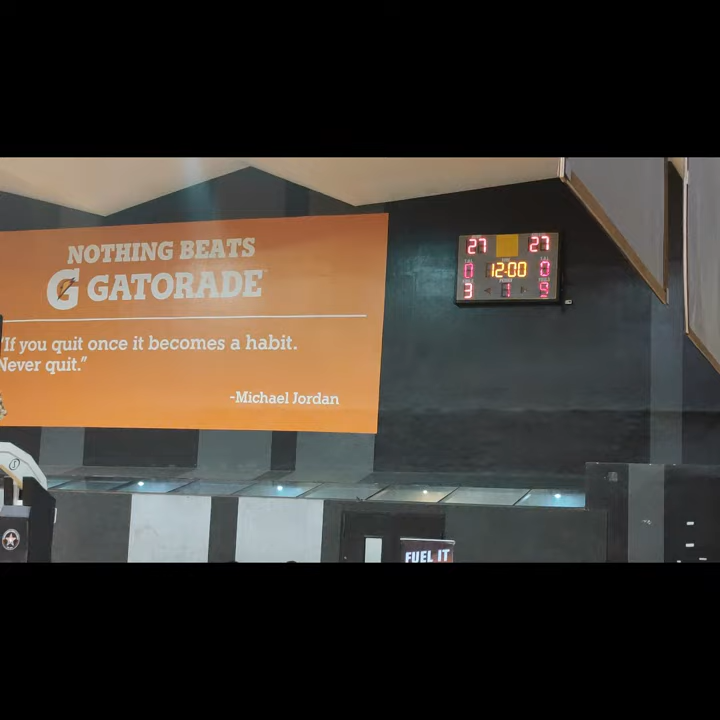 NOTHING BEATS
G GATORADE
"If you quit once it becomes a habit.
Never quit."
-Michael Jordan
27 27
0 12:00 0
3 1 5
FUEL IT